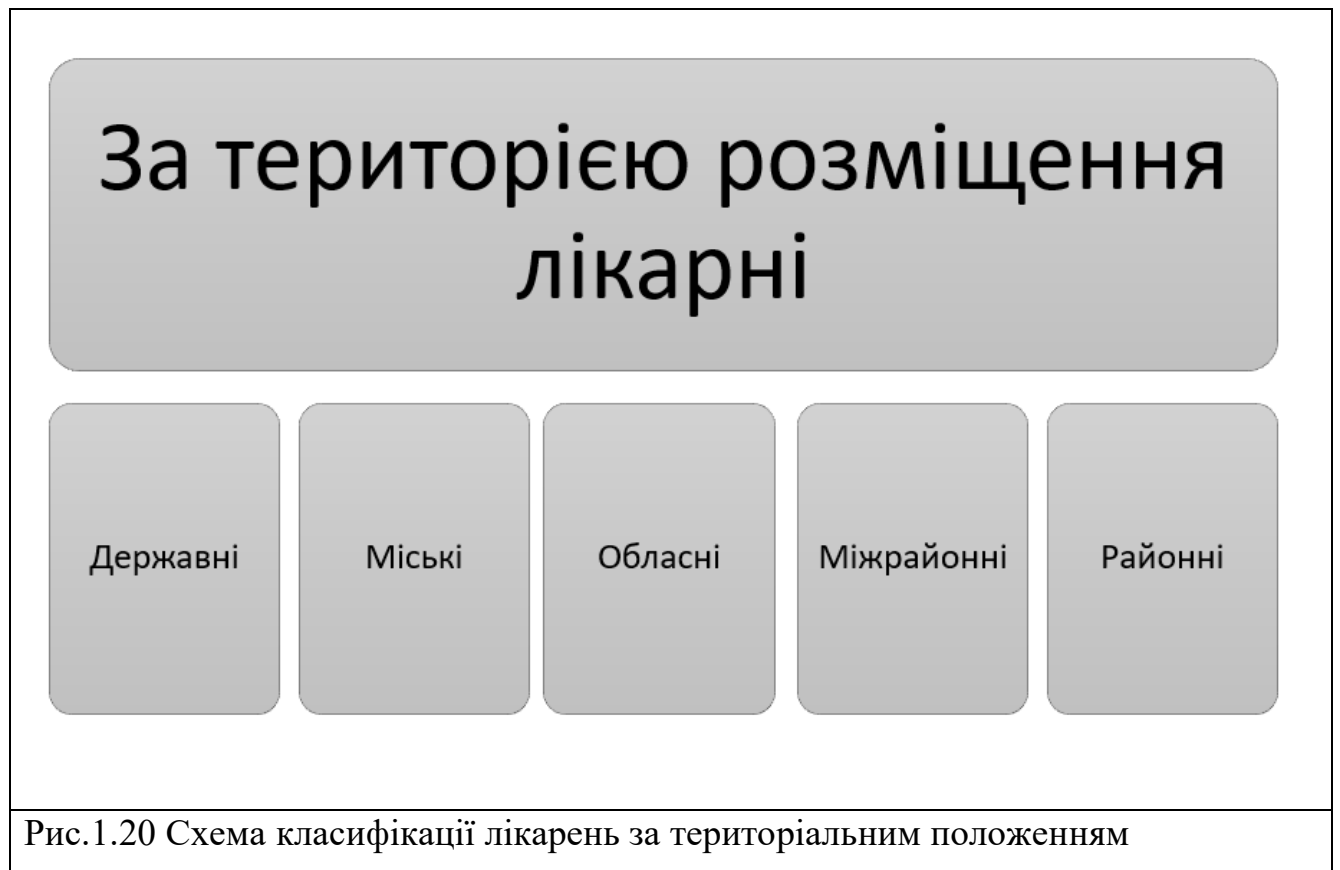 За територією розміщення
лікарні
Державні
Міські
Обласні
Міжрайонні
Районні
Рис.1.20 Схема класифікації лікарень за територіальним положенням